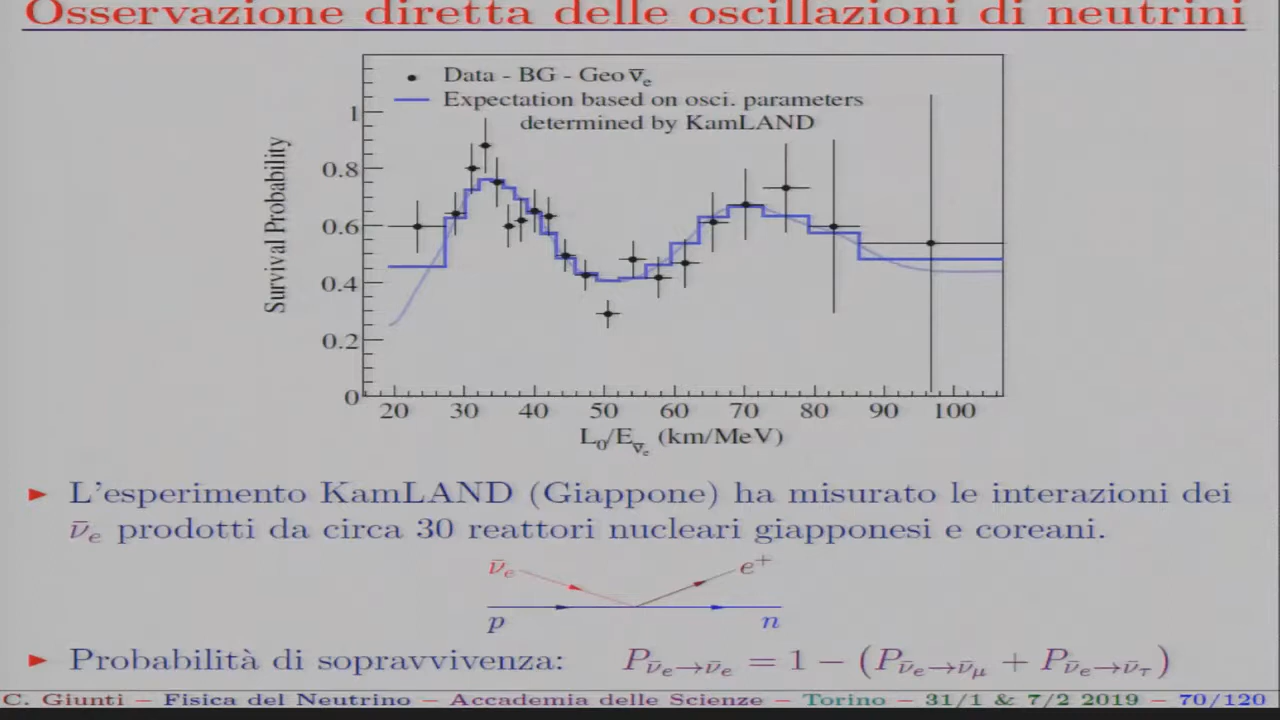 Osservazione diretta delle oscillazioni di neutrini
Data - BG - Geo ν̅e
Expectation based on osci. parameters
determined by KamLAND
Survival Probability
1
0.8
0.6
0.4
0.2
0
20 30 40 50 60 70 80 90 100
L0/Eν̅e (km/MeV)
► L'esperimento KamLAND (Giappone) ha misurato le interazioni dei
ν̅e prodotti da circa 30 reattori nucleari giapponesi e coreani.
ν̅e e+
p n
► Probabilità di sopravvivenza: Pν̅e→ν̅e = 1 − (Pν̅e→ν̅μ + Pν̅e→ν̅τ)
C. Giunti − Fisica del Neutrino − Accademia delle Scienze − Torino − 31/1 & 7/2 2019 − 70/120